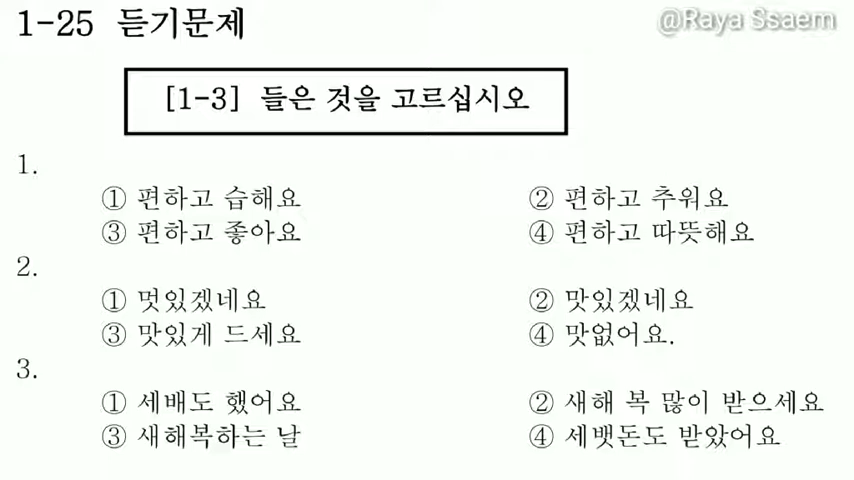 1-25 듣기문제
@Raya Ssaem
[1-3] 들은 것을 고르십시오
1.
① 편하고 습해요 ② 편하고 추워요
③ 편하고 좋아요 ④ 편하고 따뜻해요
2.
① 멋있겠네요 ② 맛있겠네요
③ 맛있게 드세요 ④ 맛없어요.
3.
① 세배도 했어요 ② 새해 복 많이 받으세요
③ 새해복하는 날 ④ 세뱃돈도 받았어요